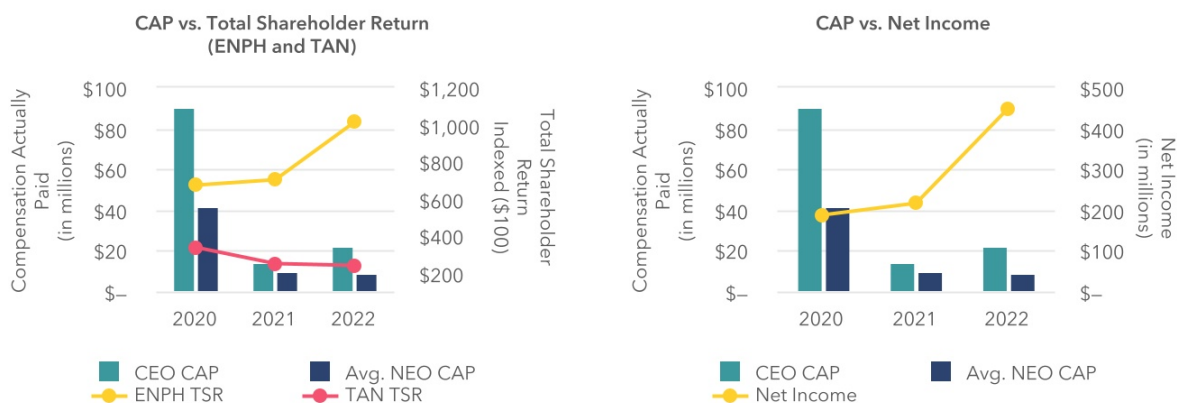 CAP vs. Total Shareholder Return
(ENPH and TAN)
Compensation Actually
Paid
(in millions)
$100
$80
$60
$40
$20
$–
$1,200
$1,000
$800
$600
$400
$200
Total Shareholder
Return
Indexed ($100)
2020 2021 2022
CEO CAP Avg. NEO CAP
ENPH TSR TAN TSR
CAP vs. Net Income
Compensation Actually
Paid
(in millions)
$100
$80
$60
$40
$20
$–
$500
$400
$300
$200
$100
$–
Net Income
(in millions)
2020 2021 2022
CEO CAP Avg. NEO CAP
Net Income